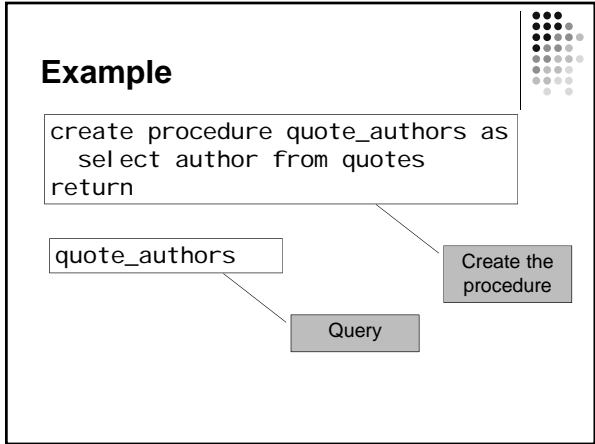 Example
create procedure quote_authors as
select author from quotes
return
quote_authors
Create the
procedure
Query